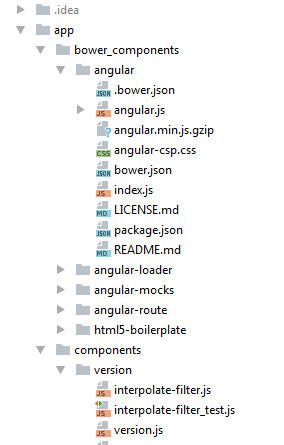 .idea
app
bower_components
angular
.bower.json
angular.js
angular.min.js.gzip
angular-csp.css
bower.json
index.js
LICENSE.md
package.json
README.md
angular-loader
angular-mocks
angular-route
html5-boilerplate
components
version
interpolate-filter.js
interpolate-filter_test.js
version.js